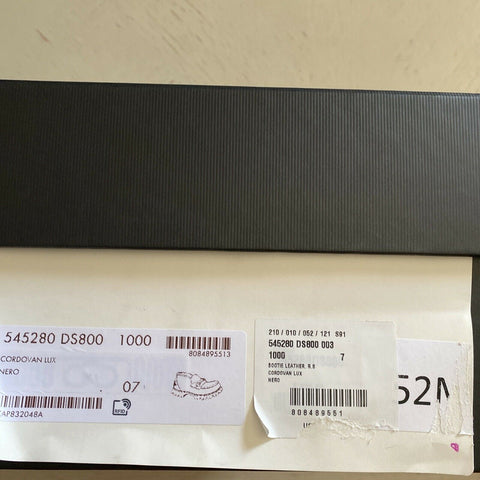 545280 DS800 1000
8084895513
CORDOVAN LUX
NERO
07
RFID
210 / 010 / 052 / 121 S91
545280 DS800 003
1000 7
BOOTIE LEATHER. R.B
CORDOVAN LUX
NERO
808489551
52